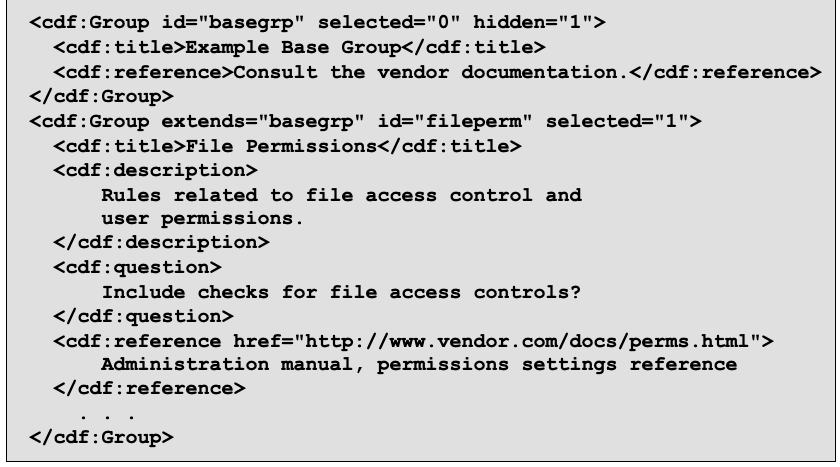 <cdf:Group id="basegrp" selected="0" hidden="1">
<cdf:title>Example Base Group</cdf:title>
<cdf:reference>Consult the vendor documentation.</cdf:reference>
</cdf:Group>
<cdf:Group extends="basegrp" id="fileperm" selected="1">
<cdf:title>File Permissions</cdf:title>
<cdf:description>
Rules related to file access control and
user permissions.
</cdf:description>
<cdf:question>
Include checks for file access controls?
</cdf:question>
<cdf:reference href="http://www.vendor.com/docs/perms.html">
Administration manual, permissions settings reference
</cdf:reference>
. . .
</cdf:Group>